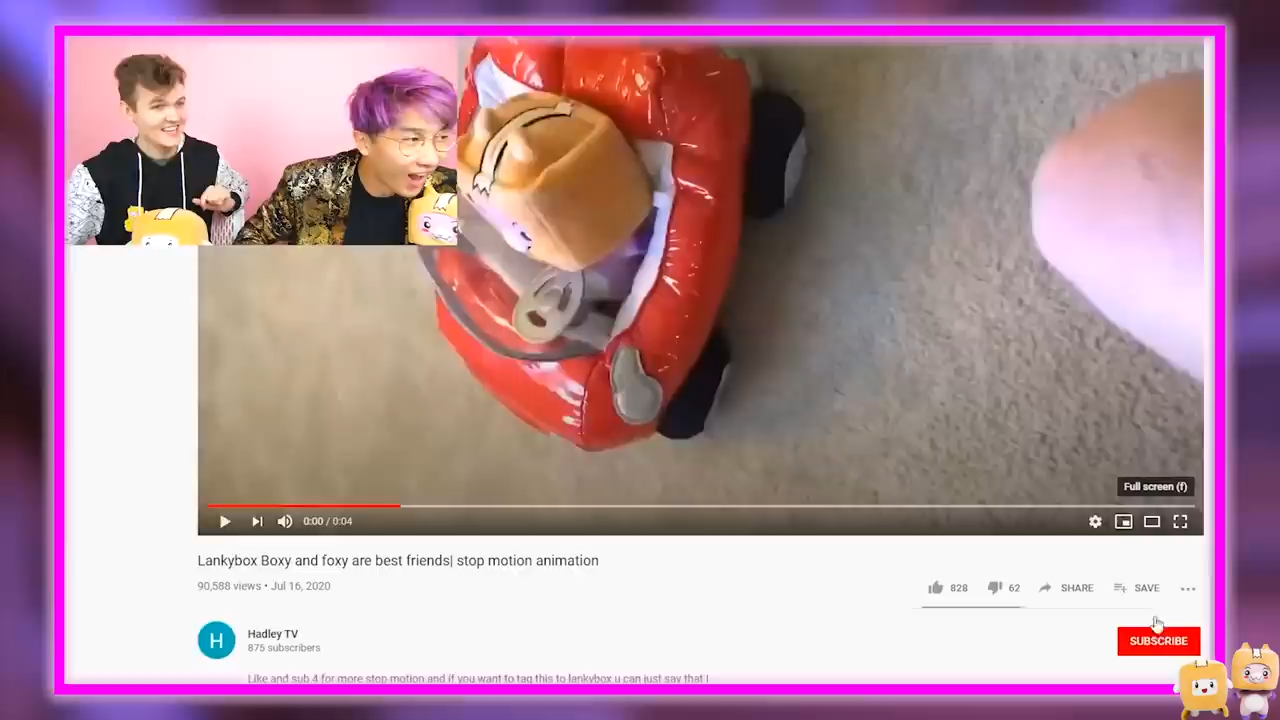 Full screen (f)
0:00 / 0:04
Lankybox Boxy and foxy are best friends| stop motion animation
90,588 views • Jul 16, 2020
828
62
SHARE
SAVE
H
Hadley TV
875 subscribers
SUBSCRIBE
Like and sub 4 for more stop motion and if you want to tag this to lankybox u can just say that I